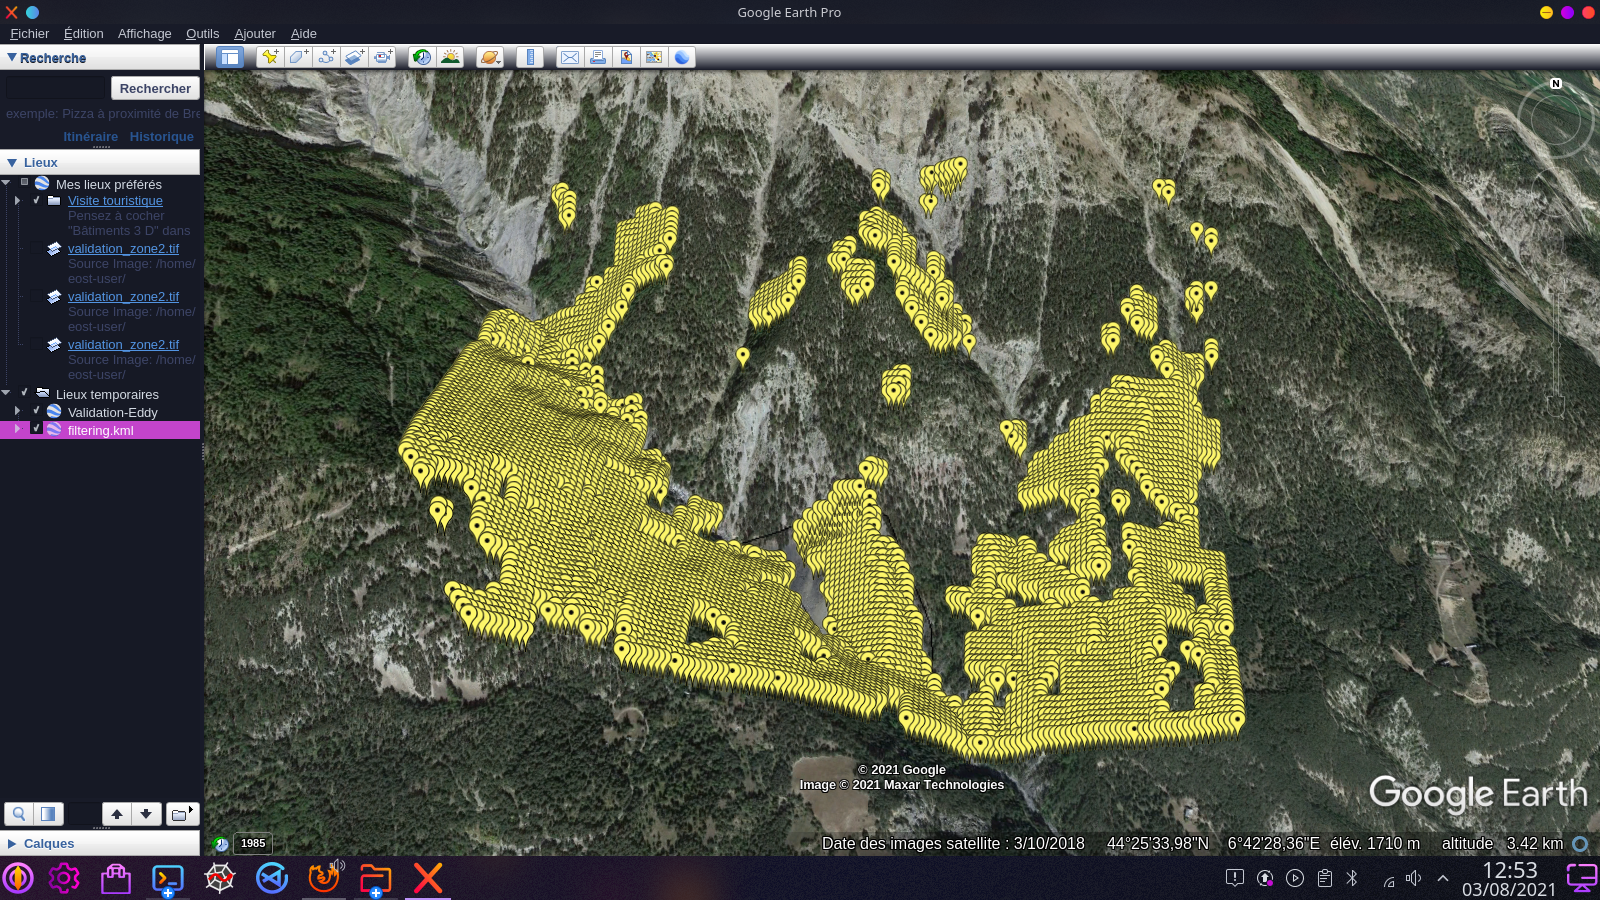 Google Earth Pro
Fichier Édition Affichage Outils Ajouter Aide
Recherche
Rechercher
exemple: Pizza à proximité de Bre
Itinéraire Historique
Lieux
Mes lieux préférés
Visite touristique
Pensez à cocher
"Bâtiments 3 D" dans
validation_zone2.tif
Source Image: /home/
eost-user/
validation_zone2.tif
Source Image: /home/
eost-user/
validation_zone2.tif
Source Image: /home/
eost-user/
Lieux temporaires
Validation-Eddy
filtering.kml
Calques
N
© 2021 Google
Image © 2021 Maxar Technologies
Google Earth
1985
Date des images satellite : 3/10/2018 44°25'33,98"N 6°42'28,36"E élév. 1710 m altitude 3.42 km
12:53
03/08/2021